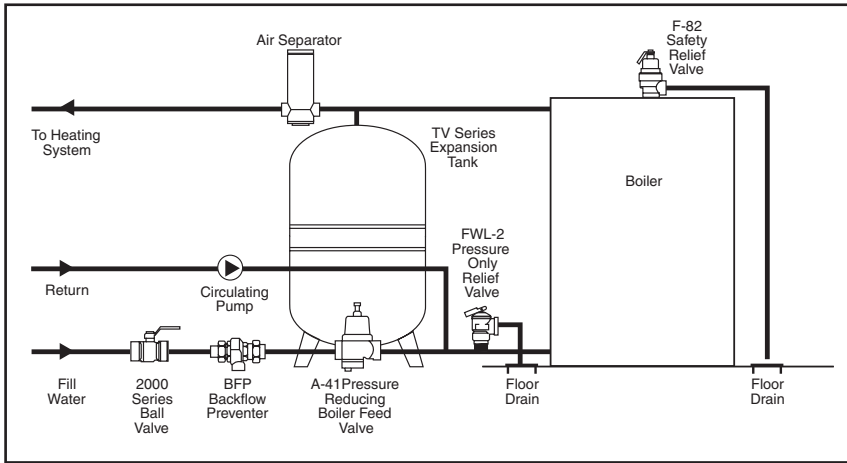 Air Separator
F-82
Safety
Relief
Valve
To Heating
System
TV Series
Expansion
Tank
Boiler
FWL-2
Pressure
Only
Relief
Valve
Return
Circulating
Pump
Fill
Water
2000
Series
Ball
Valve
BFP
Backflow
Preventer
A-41Pressure
Reducing
Boiler Feed
Valve
Floor
Drain
Floor
Drain